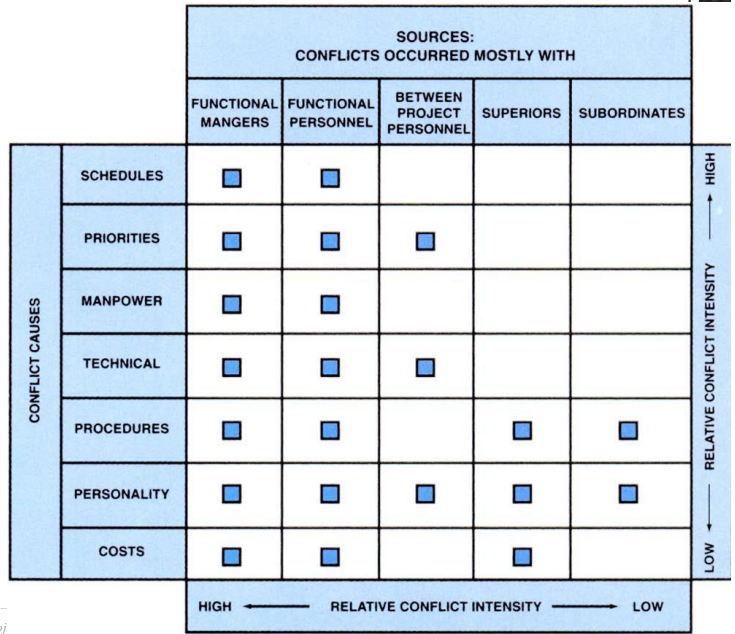 SOURCES:
CONFLICTS OCCURRED MOSTLY WITH
FUNCTIONAL MANGERS
FUNCTIONAL PERSONNEL
BETWEEN PROJECT PERSONNEL
SUPERIORS
SUBORDINATES
CONFLICT CAUSES
SCHEDULES
PRIORITIES
MANPOWER
TECHNICAL
PROCEDURES
PERSONALITY
COSTS
HIGH
RELATIVE CONFLICT INTENSITY
LOW
HIGH RELATIVE CONFLICT INTENSITY LOW